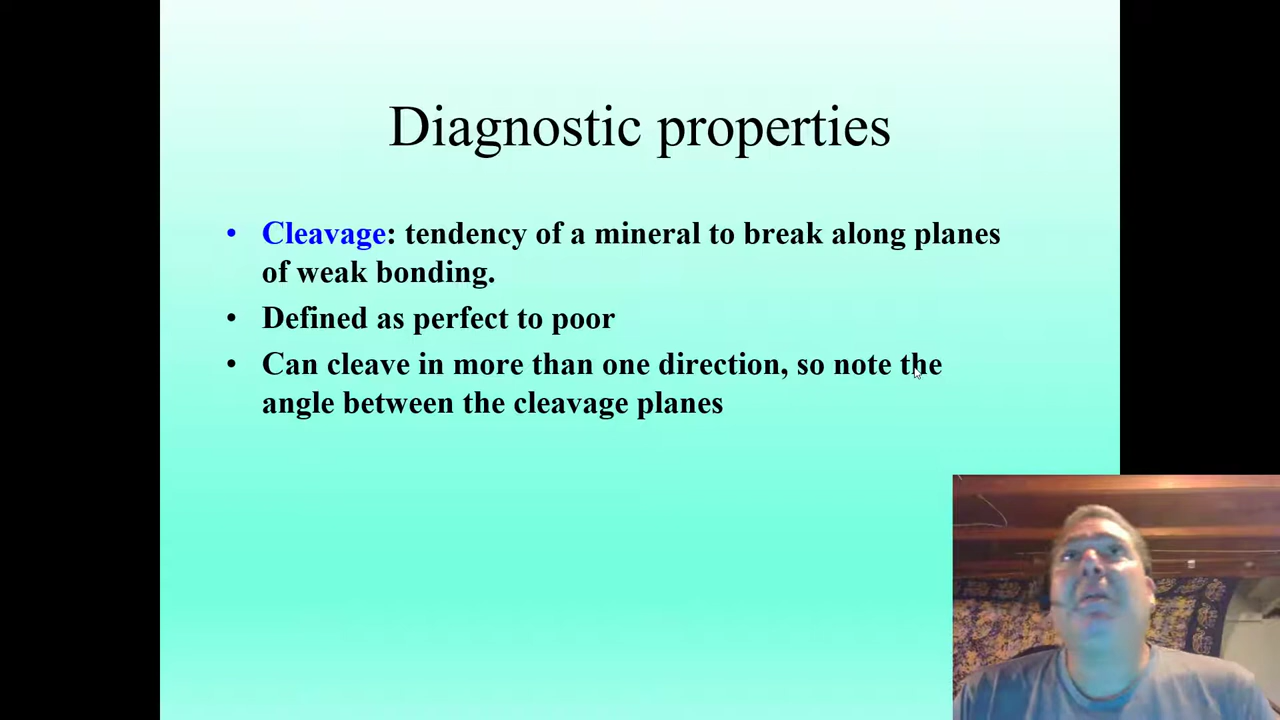 Diagnostic properties
• Cleavage: tendency of a mineral to break along planes
of weak bonding.
• Defined as perfect to poor
• Can cleave in more than one direction, so note the
angle between the cleavage planes